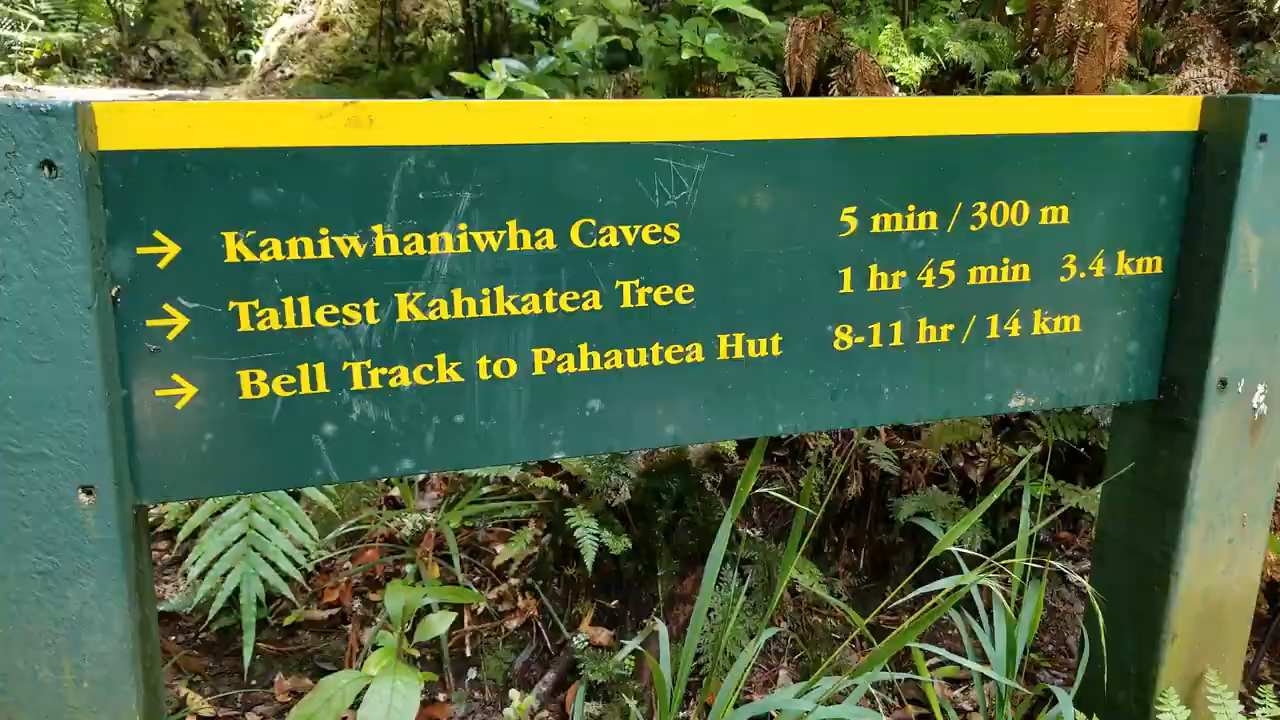 → Kaniwhaniwha Caves 5 min / 300 m
→ Tallest Kahikatea Tree 1 hr 45 min 3.4 km
→ Bell Track to Pahautea Hut 8-11 hr / 14 km